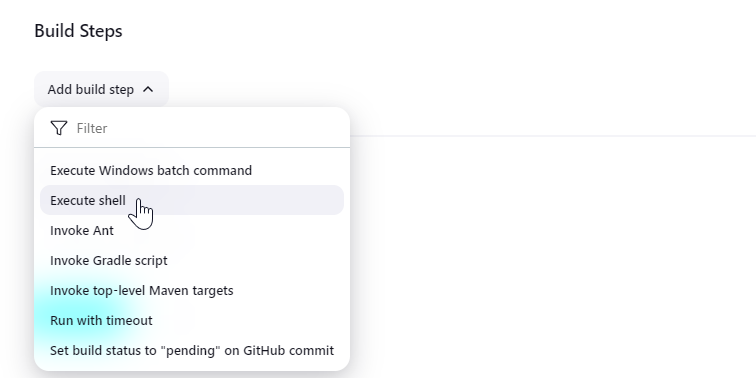 Build Steps
Add build step
Filter
Execute Windows batch command
Execute shell
Invoke Ant
Invoke Gradle script
Invoke top-level Maven targets
Run with timeout
Set build status to "pending" on GitHub commit